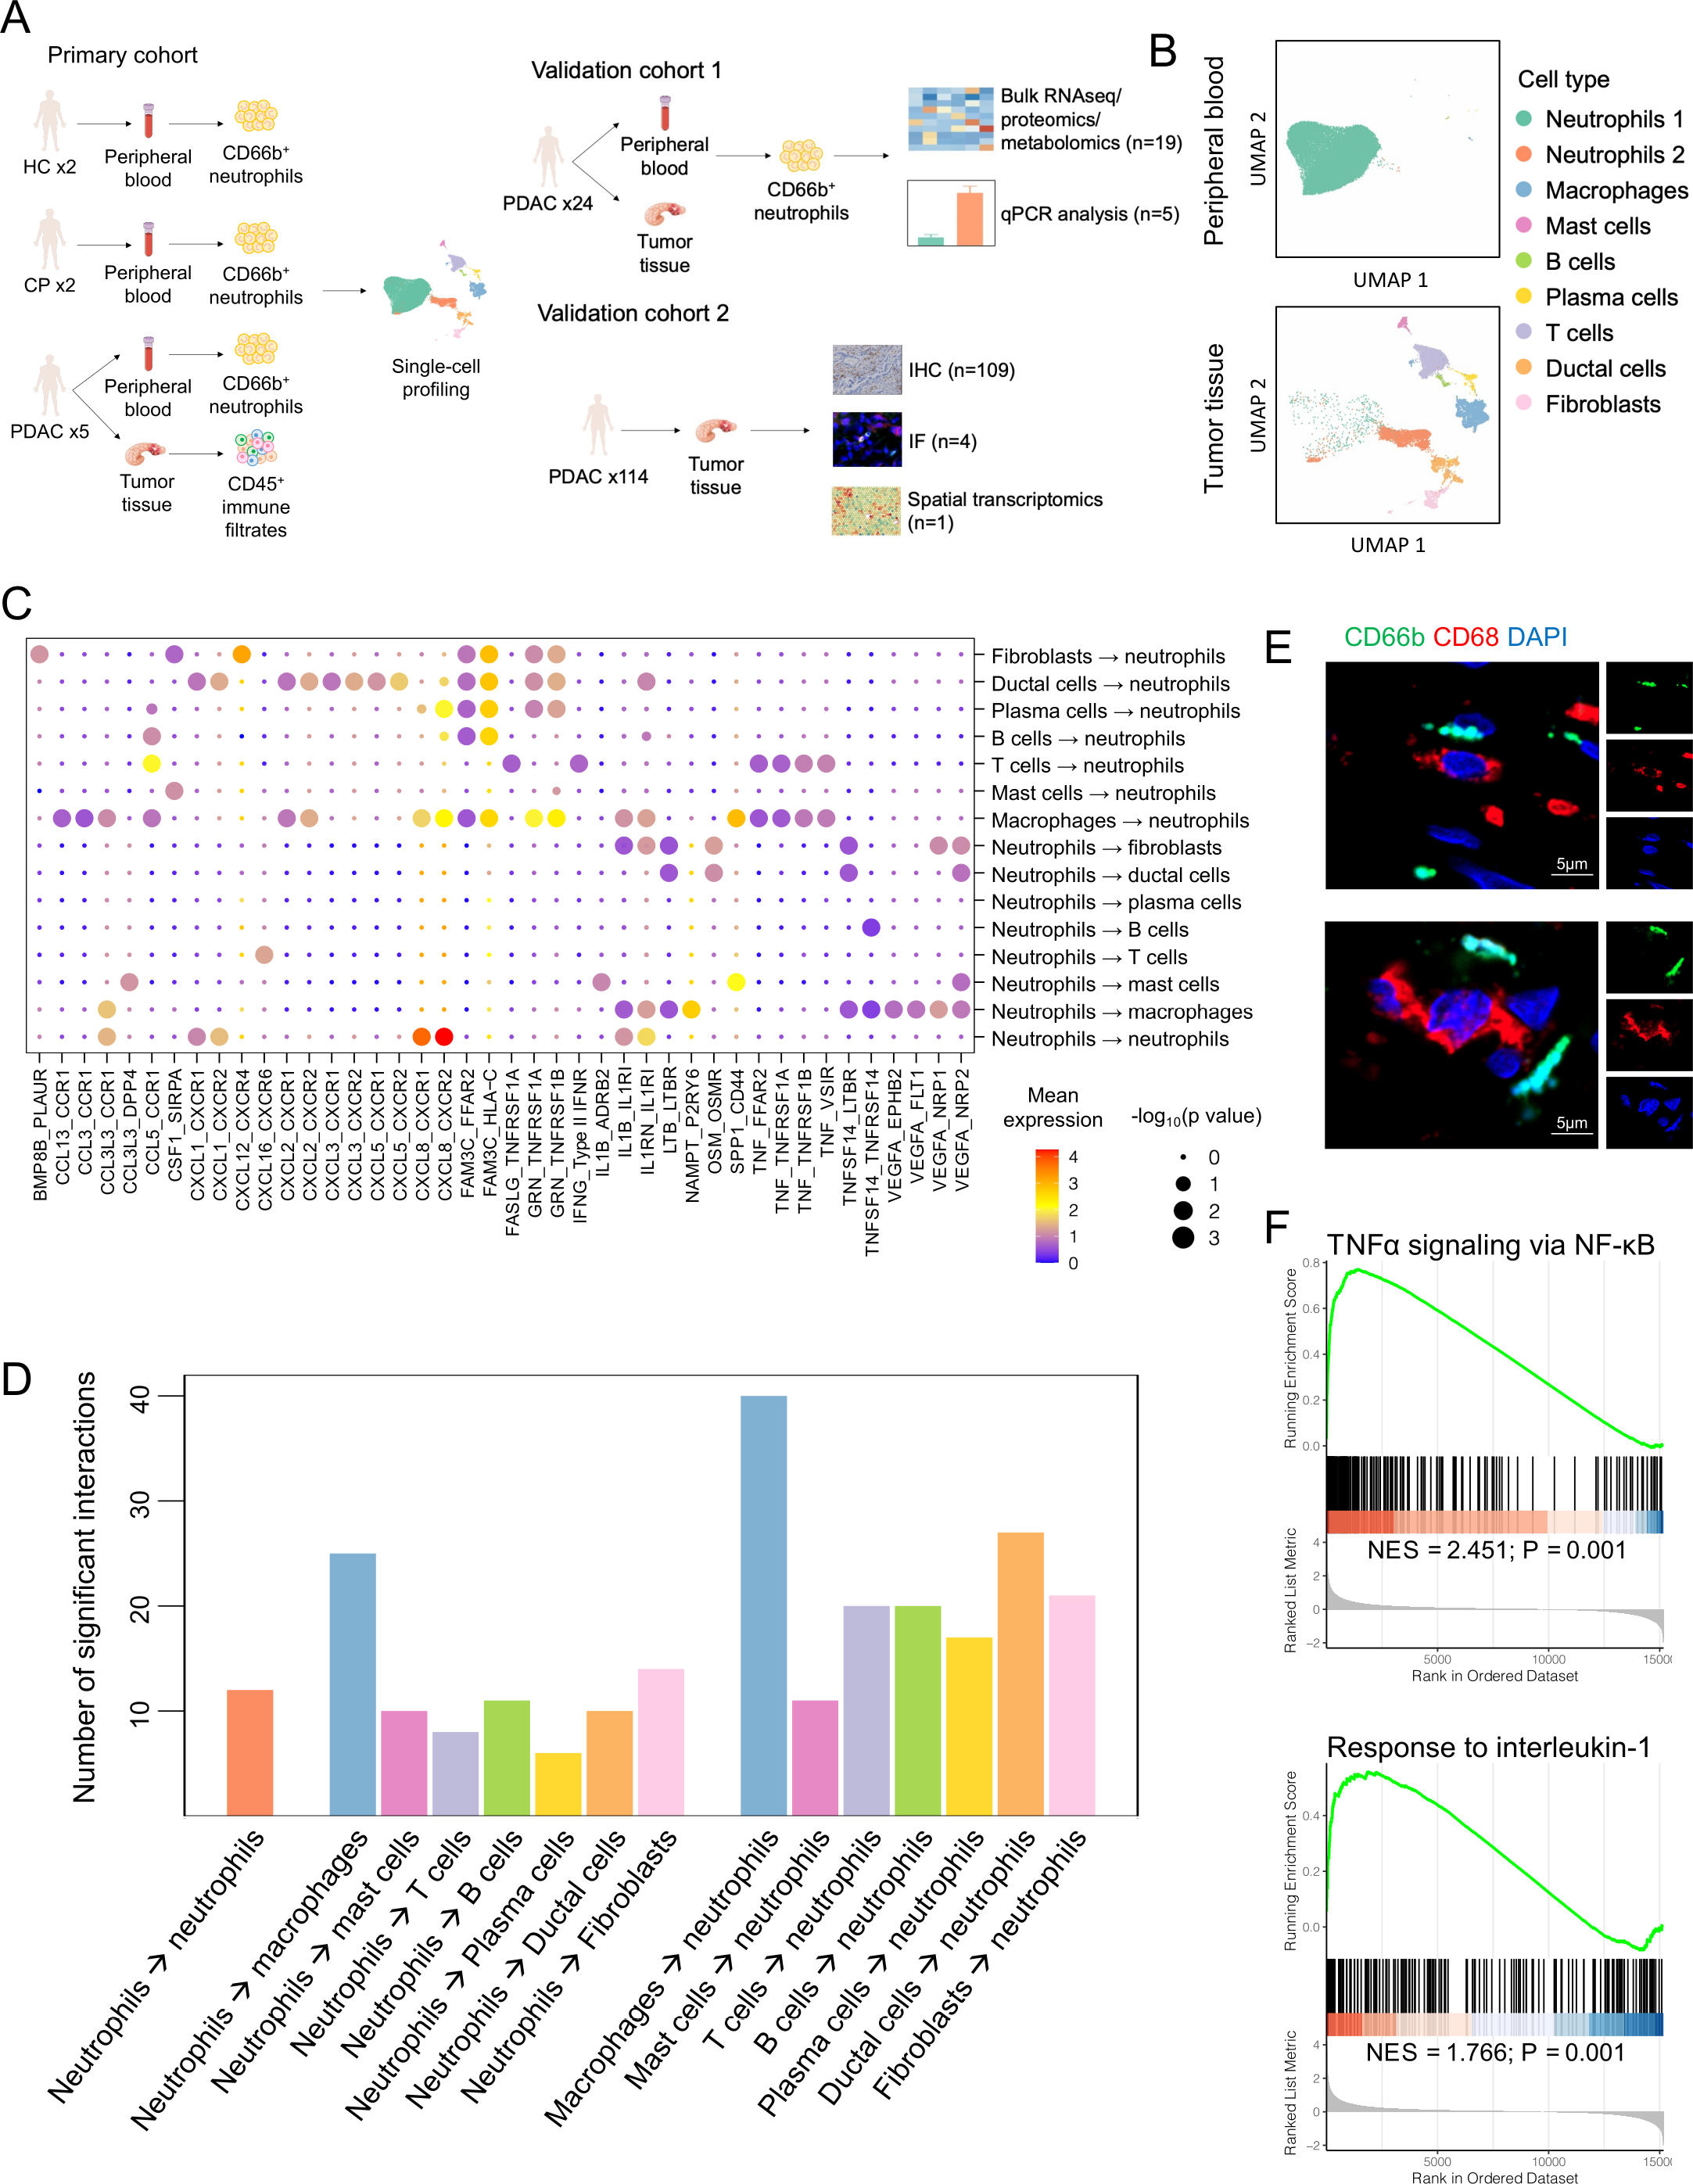 A
Primary cohort
HC x2
Peripheral
blood
CD66b⁺
neutrophils
CP x2
Peripheral
blood
CD66b⁺
neutrophils
PDAC x5
Peripheral
blood
CD66b⁺
neutrophils
Tumor
tissue
CD45⁺
immune
filtrates
Single-cell
profiling
Validation cohort 1
PDAC x24
Peripheral
blood
Tumor
tissue
CD66b⁺
neutrophils
Bulk RNAseq/
proteomics/
metabolomics (n=19)
qPCR analysis (n=5)
Validation cohort 2
PDAC x114
Tumor
tissue
IHC (n=109)
IF (n=4)
Spatial transcriptomics
(n=1)
B
Peripheral blood
UMAP 2
UMAP 1
Tumor tissue
UMAP 2
UMAP 1
Cell type
Neutrophils 1
Neutrophils 2
Macrophages
Mast cells
B cells
Plasma cells
T cells
Ductal cells
Fibroblasts
C
Fibroblasts → neutrophils
Ductal cells → neutrophils
Plasma cells → neutrophils
B cells → neutrophils
T cells → neutrophils
Mast cells → neutrophils
Macrophages → neutrophils
Neutrophils → fibroblasts
Neutrophils → ductal cells
Neutrophils → plasma cells
Neutrophils → B cells
Neutrophils → T cells
Neutrophils → mast cells
Neutrophils → macrophages
Neutrophils → neutrophils
BMP8B_PLAUR
CCL13_CCR1
CCL3_CCR1
CCL3L3_CCR1
CCL3L3_DPP4
CCL5_CCR1
CSF1_SIRPA
CXCL1_CXCR1
CXCL1_CXCR2
CXCL12_CXCR4
CXCL16_CXCR6
CXCL2_CXCR1
CXCL2_CXCR2
CXCL3_CXCR1
CXCL3_CXCR2
CXCL5_CXCR1
CXCL5_CXCR2
CXCL8_CXCR1
CXCL8_CXCR2
FAM3C_FFAR2
FAM3C_HLA−C
FASLG_TNFRSF1A
GRN_TNFRSF1A
GRN_TNFRSF1B
IFNG_Type II IFNR
IL1B_ADRB2
IL1B_IL1RI
IL1RN_IL1RI
LTB_LTBR
NAMPT_P2RY6
OSM_OSMR
SPP1_CD44
TNF_FFAR2
TNF_TNFRSF1A
TNF_TNFRSF1B
TNF_VSIR
TNFSF14_LTBR
TNFSF14_TNFRSF14
VEGFA_EPHB2
VEGFA_FLT1
VEGFA_NRP1
VEGFA_NRP2
Mean
expression
4
3
2
1
0
-log₁₀(p value)
0
1
2
3
D
Number of significant interactions
40
30
20
10
Neutrophils → neutrophils
Neutrophils → macrophages
Neutrophils → mast cells
Neutrophils → T cells
Neutrophils → B cells
Neutrophils → Plasma cells
Neutrophils → Ductal cells
Neutrophils → Fibroblasts
Macrophages → neutrophils
Mast cells → neutrophils
T cells → neutrophils
B cells → neutrophils
Plasma cells → neutrophils
Ductal cells → neutrophils
Fibroblasts → neutrophils
E
CD66b CD68 DAPI
5μm
5μm
F
TNFα signaling via NF-κB
Running Enrichment Score
0.8
0.6
0.4
0.2
0.0
NES = 2.451; P = 0.001
Ranked List Metric
4
2
0
−2
5000
10000
15000
Rank in Ordered Dataset
Response to interleukin-1
Running Enrichment Score
0.4
0.2
0.0
NES = 1.766; P = 0.001
Ranked List Metric
4
2
0
−2
5000
10000
15000
Rank in Ordered Dataset